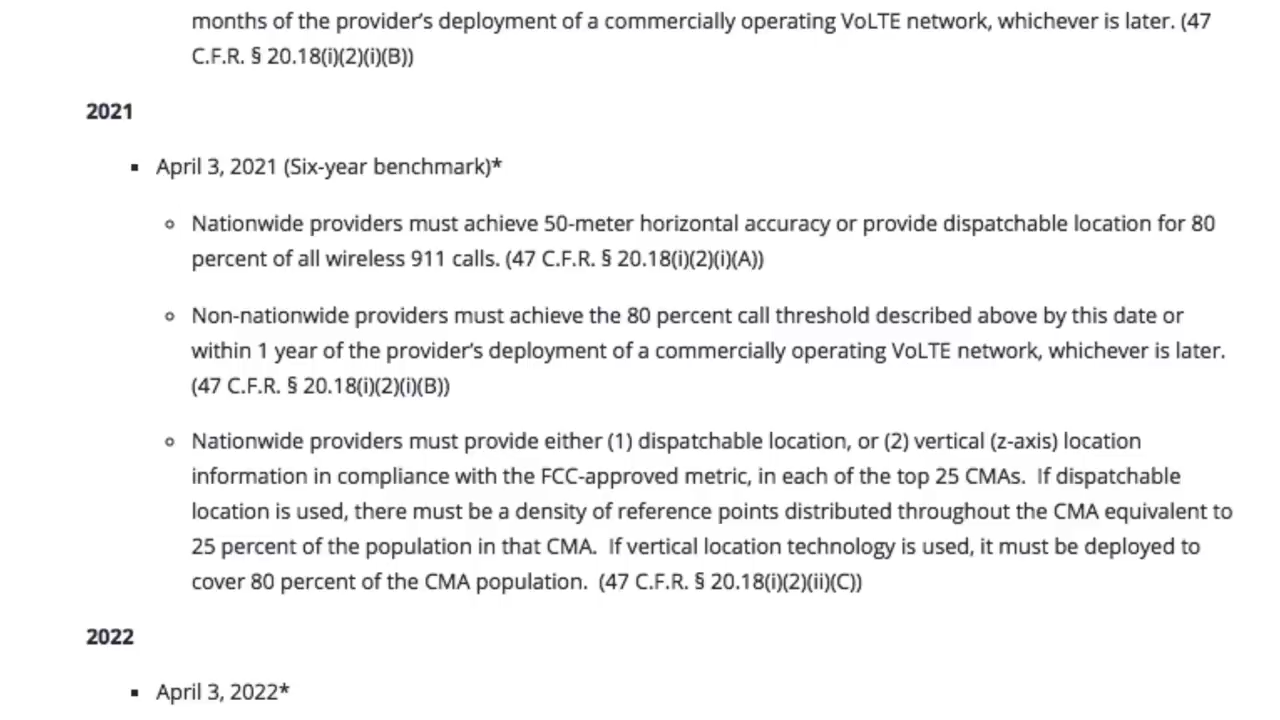 months of the provider's deployment of a commercially operating VoLTE network, whichever is later. (47
C.F.R. § 20.18(i)(2)(i)(B))
2021
▪ April 3, 2021 (Six-year benchmark)*
○ Nationwide providers must achieve 50-meter horizontal accuracy or provide dispatchable location for 80
percent of all wireless 911 calls. (47 C.F.R. § 20.18(i)(2)(i)(A))
○ Non-nationwide providers must achieve the 80 percent call threshold described above by this date or
within 1 year of the provider's deployment of a commercially operating VoLTE network, whichever is later.
(47 C.F.R. § 20.18(i)(2)(i)(B))
○ Nationwide providers must provide either (1) dispatchable location, or (2) vertical (z-axis) location
information in compliance with the FCC-approved metric, in each of the top 25 CMAs.  If dispatchable
location is used, there must be a density of reference points distributed throughout the CMA equivalent to
25 percent of the population in that CMA.  If vertical location technology is used, it must be deployed to
cover 80 percent of the CMA population.  (47 C.F.R. § 20.18(i)(2)(ii)(C))
2022
▪ April 3, 2022*